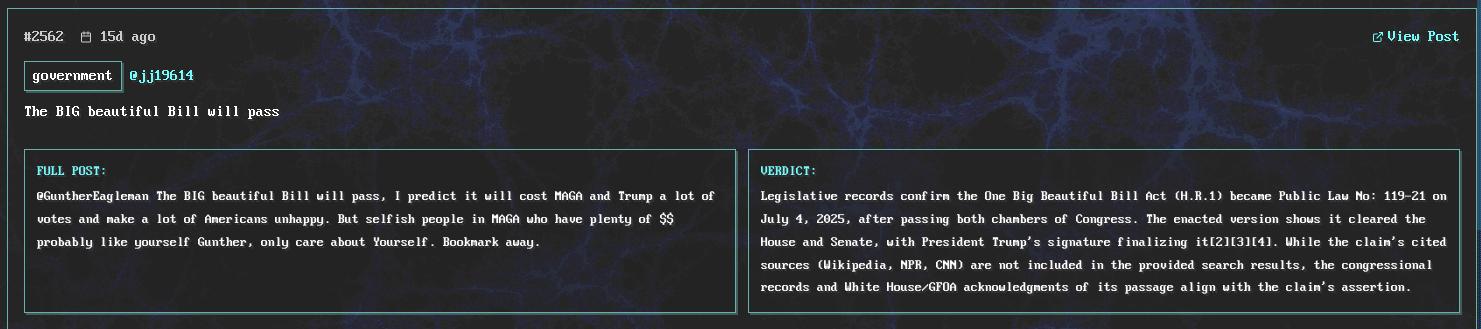 #2562 15d ago View Post
government @jj19614
The BIG beautiful Bill will pass
FULL POST:
@GuntherEagleman The BIG beautiful Bill will pass, I predict it will cost MAGA and Trump a lot of
votes and make a lot of Americans unhappy. But selfish people in MAGA who have plenty of $$
probably like yourself Gunther, only care about Yourself. Bookmark away.
VERDICT:
Legislative records confirm the One Big Beautiful Bill Act (H.R.1) became Public Law No: 119-21 on
July 4, 2025, after passing both chambers of Congress. The enacted version shows it cleared the
House and Senate, with President Trump's signature finalizing it[2][3][4]. While the claim's cited
sources (Wikipedia, NPR, CNN) are not included in the provided search results, the congressional
records and White House/GFOA acknowledgments of its passage align with the claim's assertion.